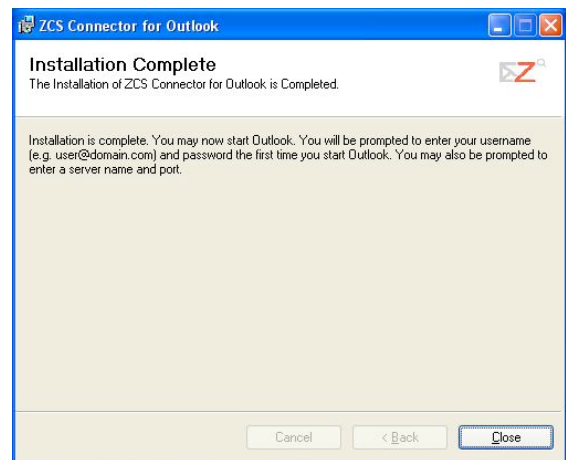 ZCS Connector for Outlook
Installation Complete
The Installation of ZCS Connector for Outlook is Completed.
Z
Installation is complete. You may now start Outlook. You will be prompted to enter your username
(e.g. user@domain.com) and password the first time you start Outlook. You may also be prompted to
enter a server name and port.
Cancel
< Back
Close